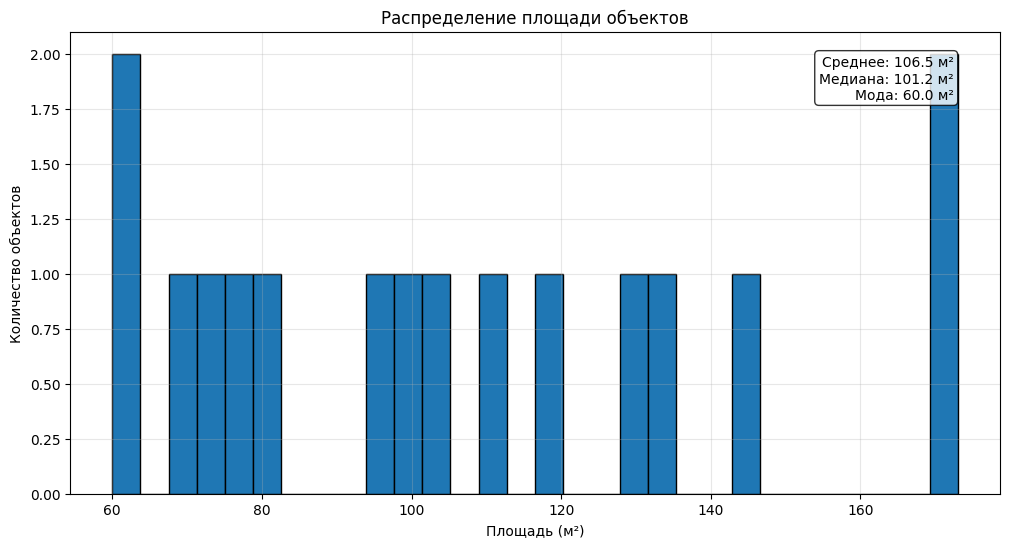 Распределение площади объектов
Среднее: 106.5 м²
Медиана: 101.2 м²
Мода: 60.0 м²
Количество объектов
2.00
1.75
1.50
1.25
1.00
0.75
0.50
0.25
0.00
60 80 100 120 140 160
Площадь (м²)